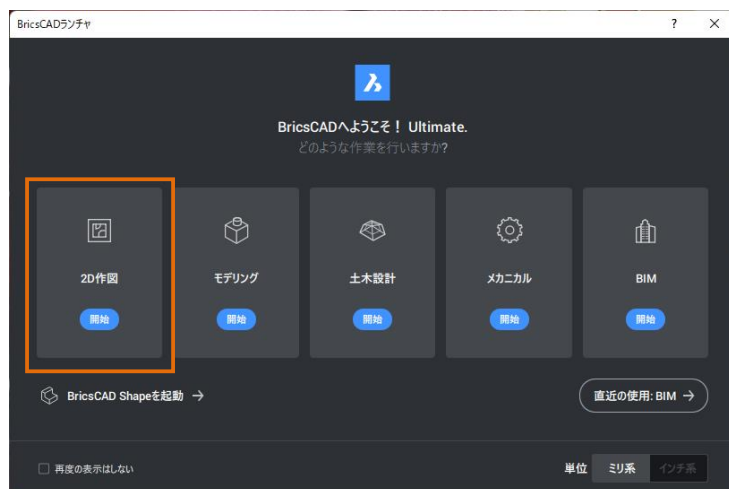 BricsCADランチャ ? ×
BricsCADへようこそ！ Ultimate.
どのような作業を行いますか?
2D作図
開始
モデリング
開始
土木設計
開始
メカニカル
開始
BIM
開始
BricsCAD Shapeを起動 →
直近の使用: BIM →
再度の表示はしない
単位 ミリ系 インチ系